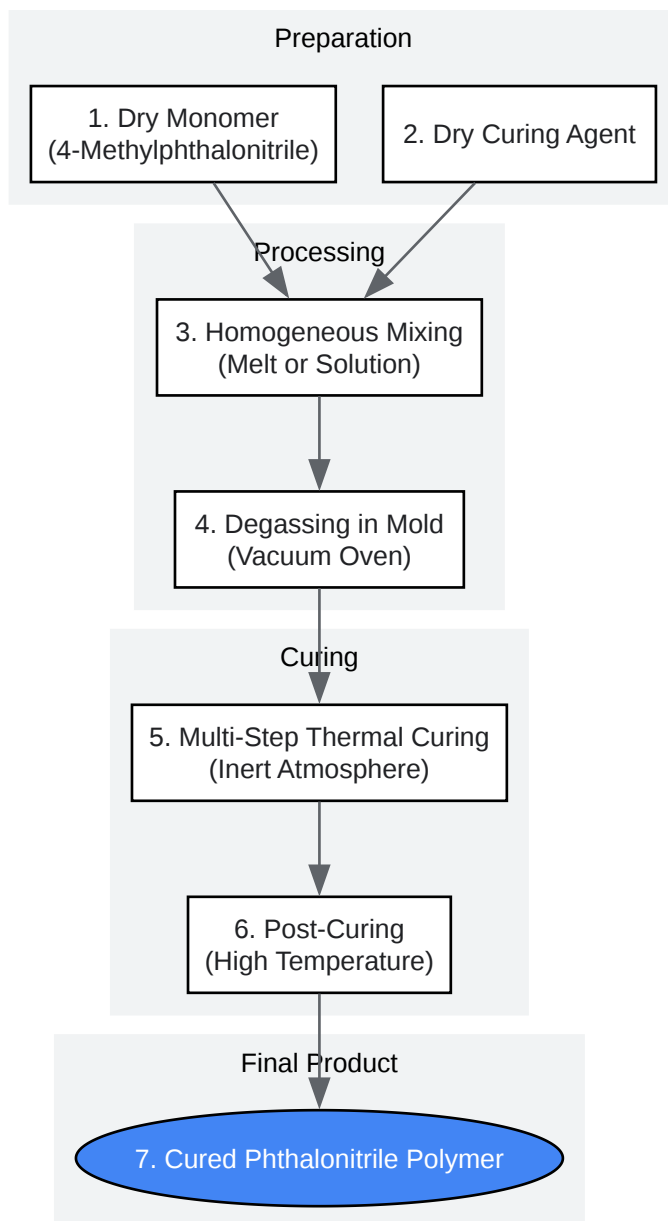 Preparation
1. Dry Monomer
(4-Methylphthalonitrile)
2. Dry Curing Agent
Processing
3. Homogeneous Mixing
(Melt or Solution)
4. Degassing in Mold
(Vacuum Oven)
Curing
5. Multi-Step Thermal Curing
(Inert Atmosphere)
6. Post-Curing
(High Temperature)
Final Product
7. Cured Phthalonitrile Polymer